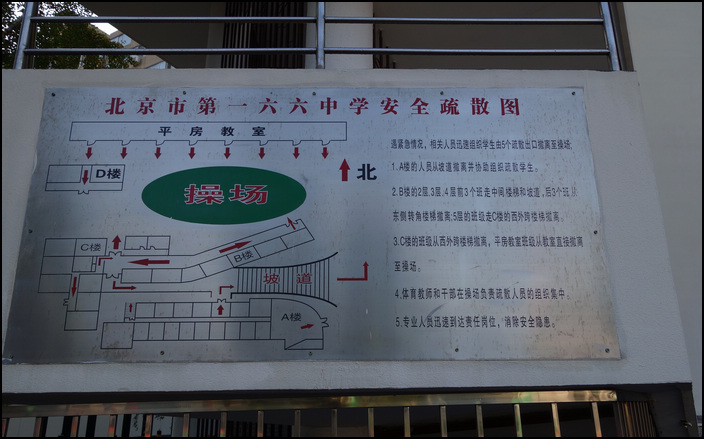 北京市第一六六中学安全疏散图
平房教室
D楼
北
操场
C楼
B楼
坡道
A楼
遇紧急情况，相关人员迅速组织学生由5个疏散出口撤离至操场:
1.A楼的人员从坡道撤离并协助组织疏散学生。
2.B楼的2层,3层,4层前3个班走中间楼梯和坡道,后3个班从
东侧转角楼梯撤离;5层的班级走C楼的西外跨楼梯撤离。
3.C楼的班级从西外跨楼梯撤离，平房教室班级从教室直接撤离
至操场。
4.体育教师和干部在操场负责疏散人员的组织集中。
5.专业人员迅速到达责任岗位，消除安全隐患。